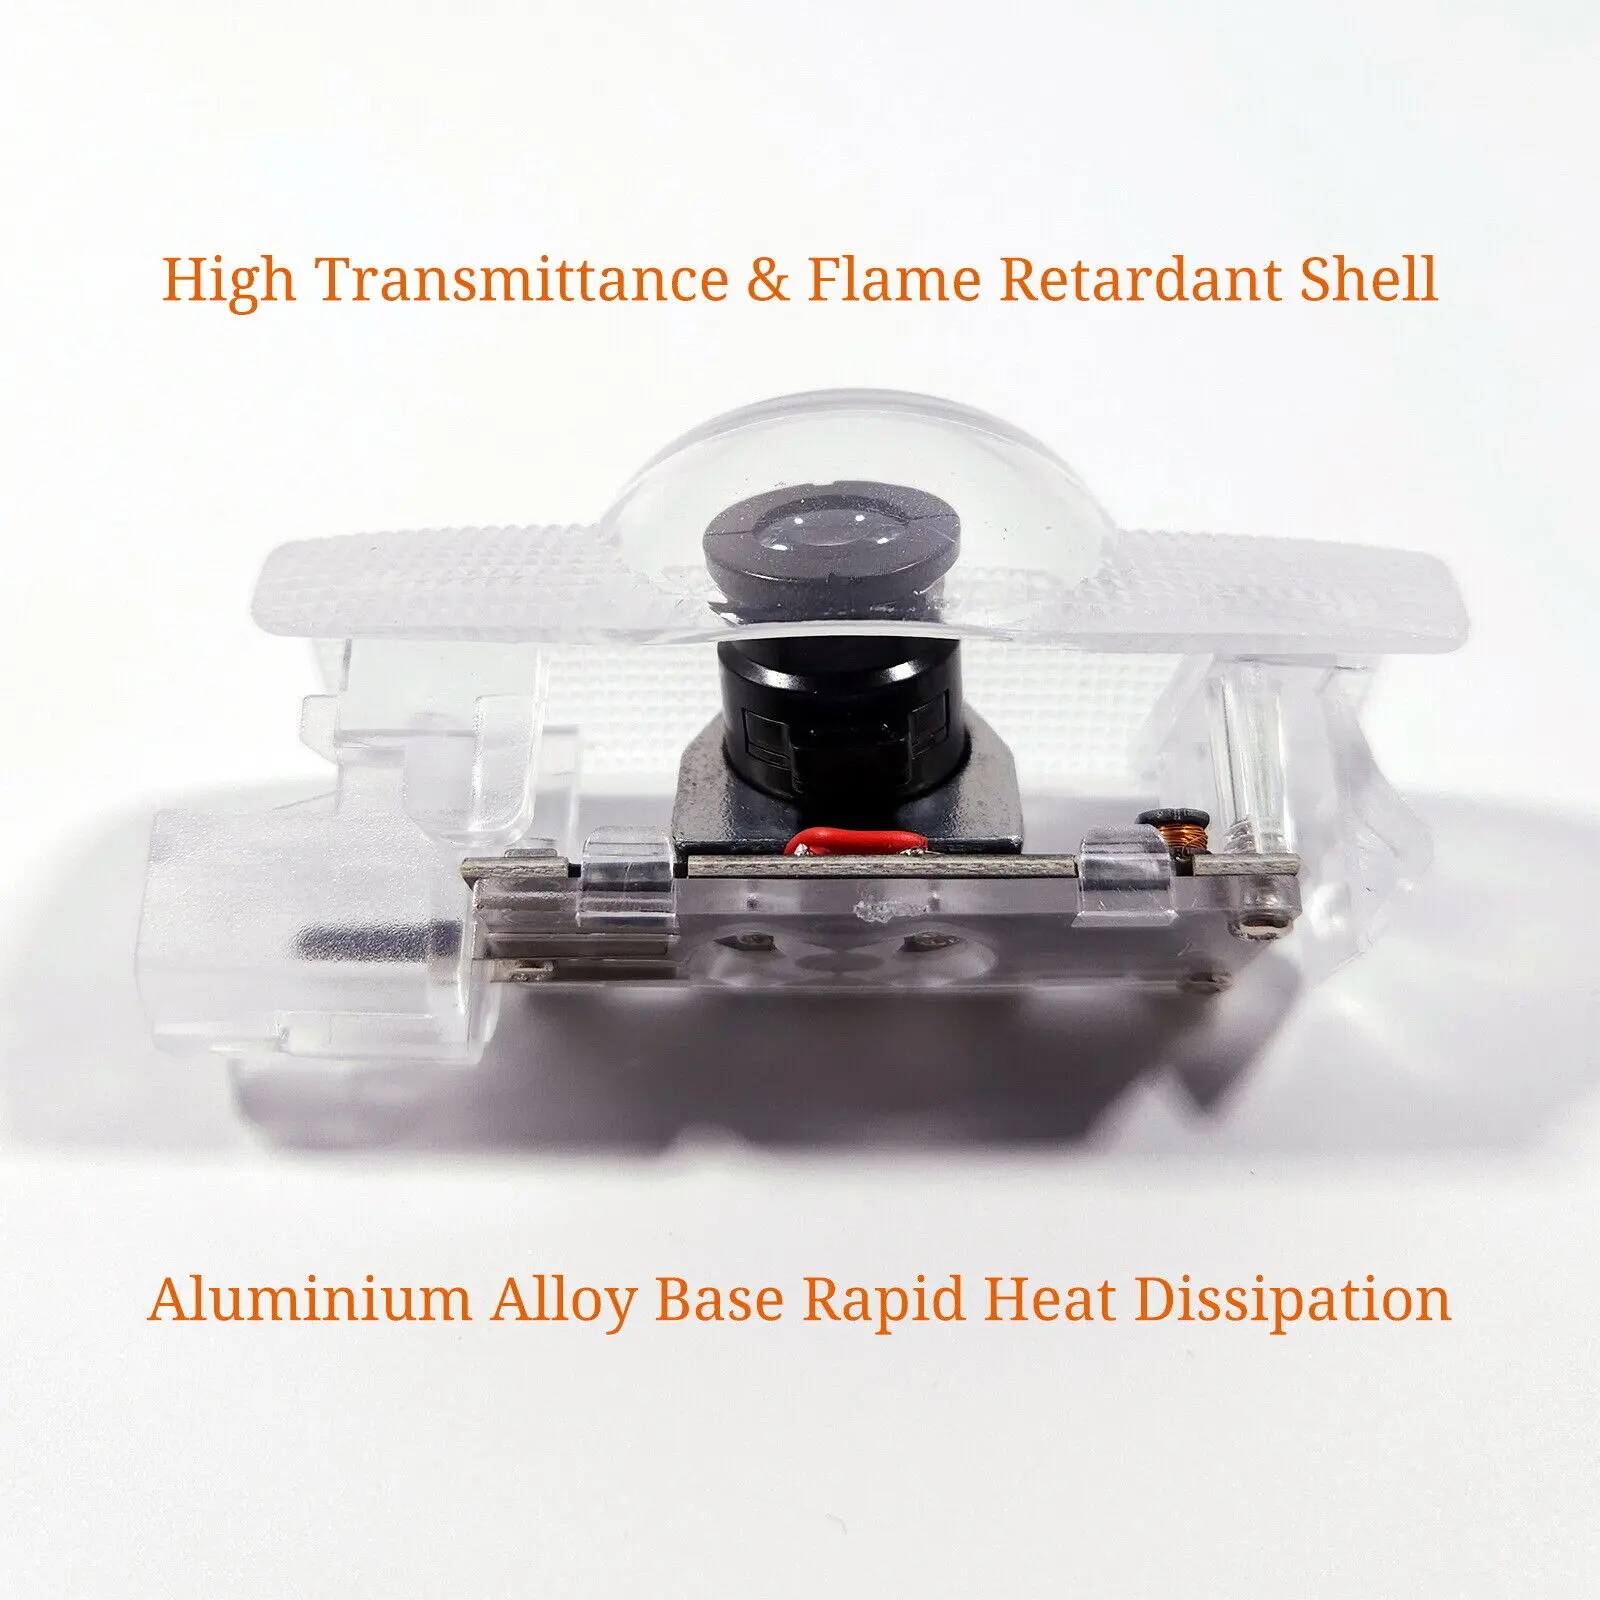 High Transmittance & Flame Retardant Shell
Aluminium Alloy Base Rapid Heat Dissipation